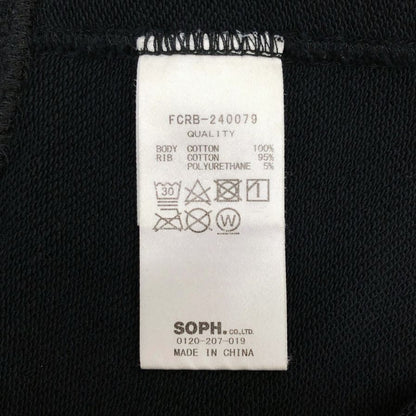 FCRB-240079
QUALITY
BODY COTTON 100%
RIB COTTON 95%
POLYURETHANE 5%
30
W
SOPH. CO.,LTD.
0120-207-019
MADE IN CHINA